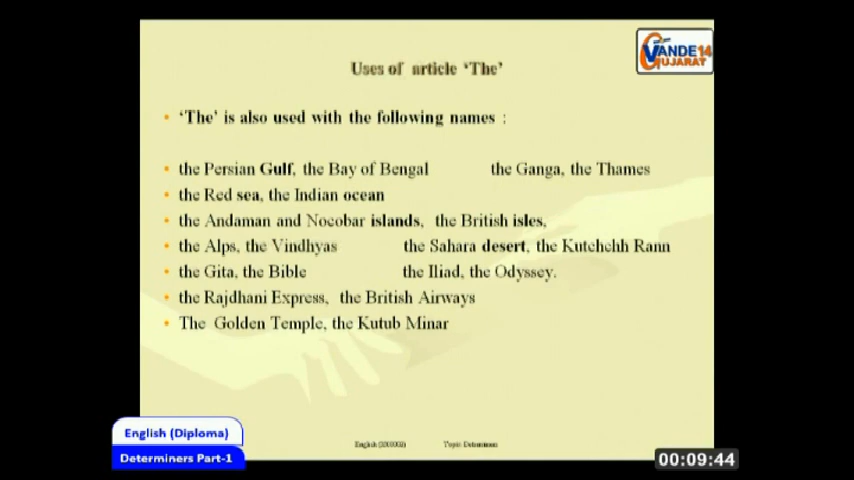 VANDE 14
GUJARAT
Uses of article ‘The’
• ‘The’ is also used with the following names :
• the Persian Gulf, the Bay of Bengal the Ganga, the Thames
• the Red sea, the Indian ocean
• the Andaman and Nocobar islands, the British isles,
• the Alps, the Vindhyas the Sahara desert, the Kutchchh Rann
• the Gita, the Bible the Iliad, the Odyssey.
• the Rajdhani Express, the British Airways
• The Golden Temple, the Kutub Minar
English (Diploma)
Determiners Part-1
English Topic: Determiners
00:09:44